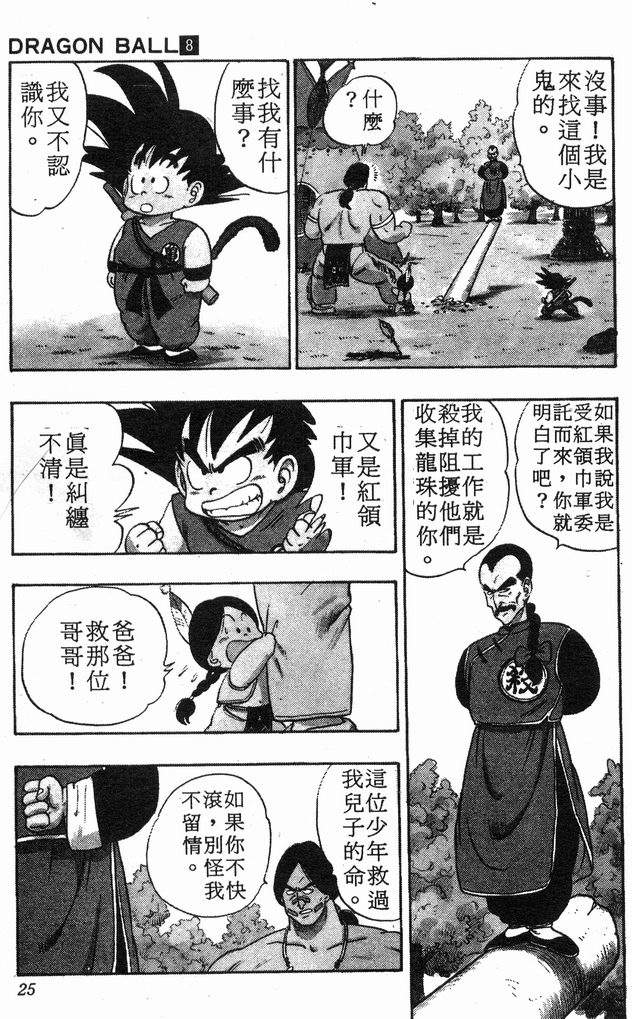 DRAGON BALL 8
沒事！我是
來找這個小
鬼的。
什麼
？
找我有什
麼事？
我又不認
識你。
如果我說我是
受紅領巾軍委
託而來，你就
明白了吧？
我的工作就是
殺掉阻擾他們
收集龍珠的你。
殺
又是紅領
巾軍！
眞是糾纏
不清！
爸爸！
救那位
哥哥！
這位少年救過
我兒子的命。
如果你不快
滾，別怪我
不留情。
25